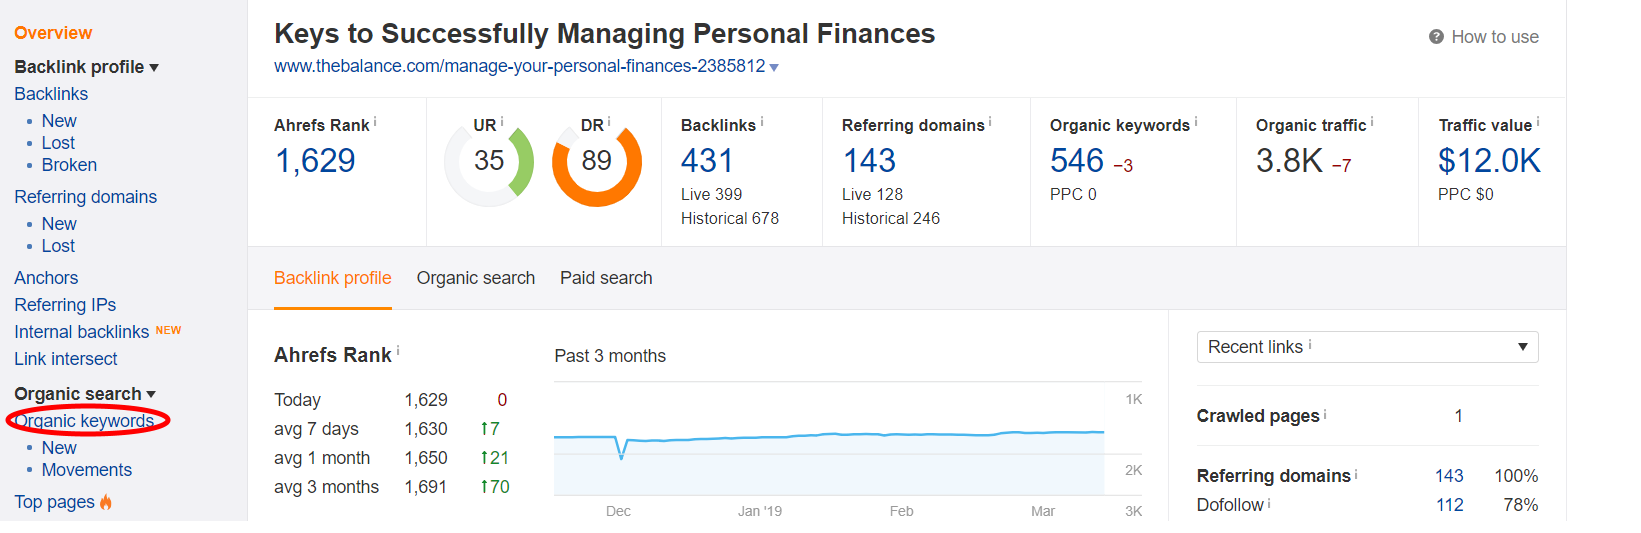 Overview
Backlink profile
Backlinks
New
Lost
Broken
Referring domains
New
Lost
Anchors
Referring IPs
Internal backlinks NEW
Link intersect
Organic search
Organic keywords
New
Movements
Top pages
Keys to Successfully Managing Personal Finances
www.thebalance.com/manage-your-personal-finances-2385812
? How to use
Ahrefs Rank i
1,629
UR i
35
DR i
89
Backlinks i
431
Live 399
Historical 678
Referring domains i
143
Live 128
Historical 246
Organic keywords i
546 −3
PPC 0
Organic traffic i
3.8K −7
Traffic value i
$12.0K
PPC $0
Backlink profile Organic search Paid search
Ahrefs Rank i
Today 1,629 0
avg 7 days 1,630 ↑7
avg 1 month 1,650 ↑21
avg 3 months 1,691 ↑70
Past 3 months
1K
2K
3K
Dec Jan '19 Feb Mar
Recent links i
Crawled pages i 1
Referring domains i 143 100%
Dofollow i 112 78%